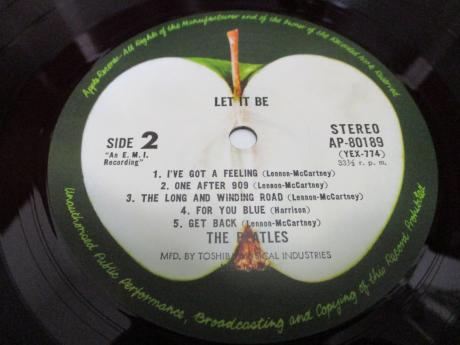 Apple Records-All Rights of the Manufacturer and of the Owner of the Recorded Work Reserved
LET IT BE
SIDE 2
"An E.M.I.
Recording"
STEREO
AP-80189
(YEX-774)
33⅓ r.p.m.
1. I'VE GOT A FEELING (Lennon-McCartney)
2. ONE AFTER 909 (Lennon-McCartney)
3. THE LONG AND WINDING ROAD (Lennon-McCartney)
4. FOR YOU BLUE (Harrison)
5. GET BACK (Lennon-McCartney)
THE BEATLES
MFD. BY TOSHIBA MUSICAL INDUSTRIES
Unauthorised Public Performance, Broadcasting and Copying of this Record Prohibited